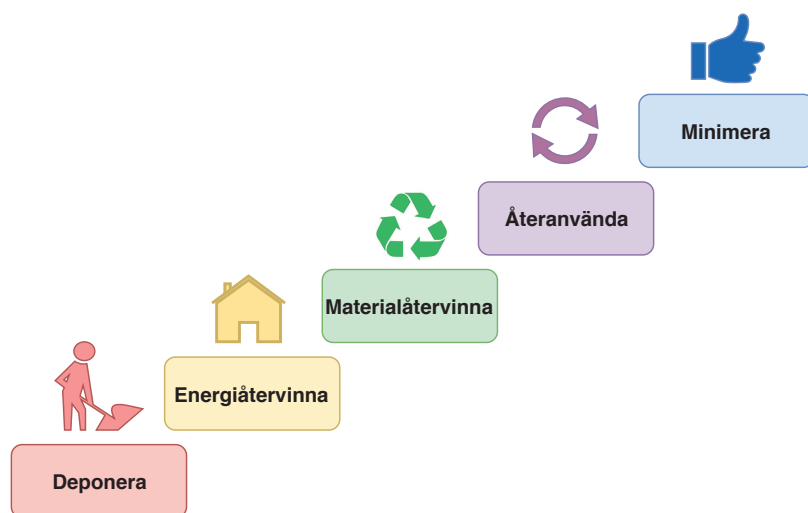 Minimera
Återanvända
Materialåtervinna
Energiåtervinna
Deponera